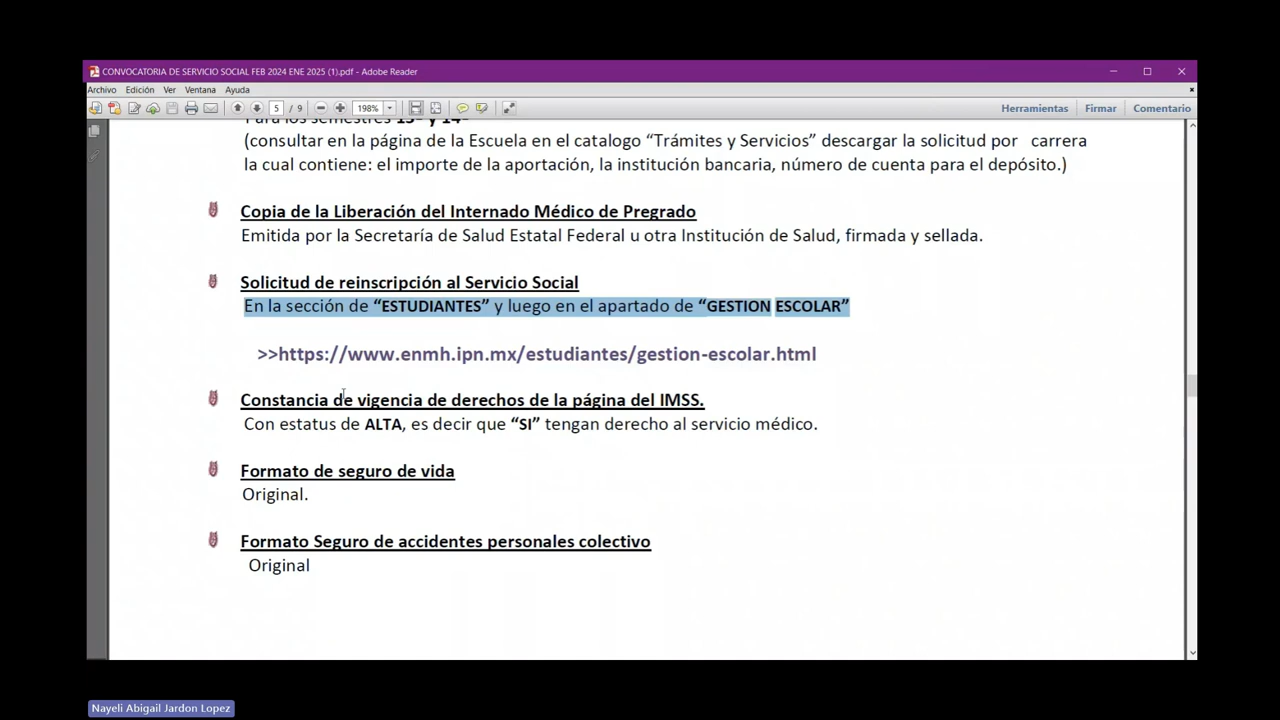 CONVOCATORIA DE SERVICIO SOCIAL FEB 2024 ENE 2025 (1).pdf - Adobe Reader
Archivo Edición Ver Ventana Ayuda
5 / 9 198% Herramientas Firmar Comentario
Para los semestres 13º y 14º
(consultar en la página de la Escuela en el catalogo “Trámites y Servicios” descargar la solicitud por carrera
la cual contiene: el importe de la aportación, la institución bancaria, número de cuenta para el depósito.)
Copia de la Liberación del Internado Médico de Pregrado
Emitida por la Secretaría de Salud Estatal Federal u otra Institución de Salud, firmada y sellada.
Solicitud de reinscripción al Servicio Social
En la sección de “ESTUDIANTES” y luego en el apartado de “GESTION ESCOLAR”
>>https://www.enmh.ipn.mx/estudiantes/gestion-escolar.html
Constancia de vigencia de derechos de la página del IMSS.
Con estatus de ALTA, es decir que “SI” tengan derecho al servicio médico.
Formato de seguro de vida
Original.
Formato Seguro de accidentes personales colectivo
Original
Nayeli Abigail Jardon Lopez